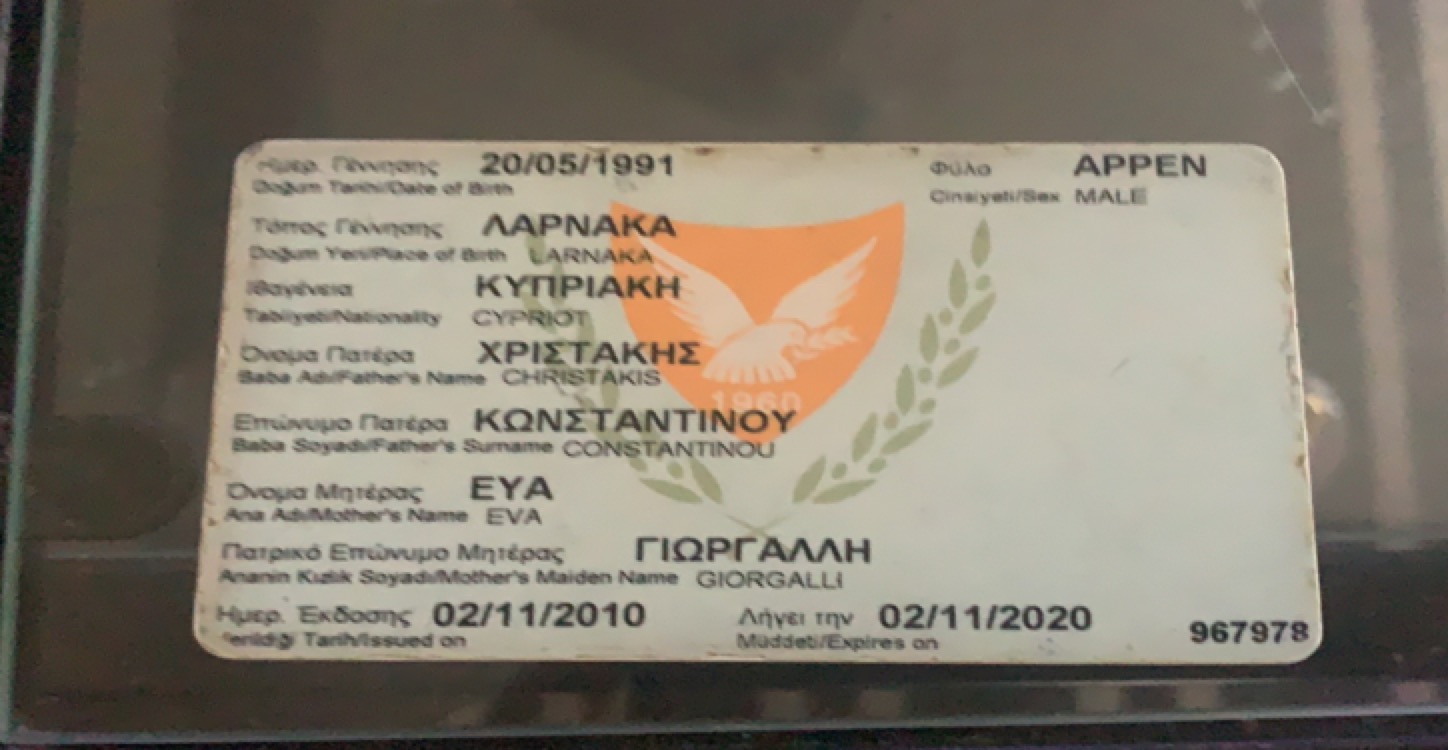 Ημερ. Γέννησης 20/05/1991 Φύλο ΑΡΡΕΝ
Doğum Tarihi/Date of Birth Cinsiyeti/Sex MALE
Τόπος Γέννησης ΛΑΡΝΑΚΑ
Doğum Yeri/Place of Birth LARNAKA
Ιθαγένεια ΚΥΠΡΙΑΚΗ
Tabiiyeti/Nationality CYPRIOT
Όνομα Πατέρα ΧΡΙΣΤΑΚΗΣ
Baba Adı/Father's Name CHRISTAKIS
1960
Επώνυμο Πατέρα ΚΩΝΣΤΑΝΤΙΝΟΥ
Baba Soyadı/Father's Surname CONSTANTINOU
Όνομα Μητέρας ΕΥΑ
Ana Adı/Mother's Name EVA
Πατρικό Επώνυμο Μητέρας ΓΙΩΡΓΑΛΛΗ
Ananin Kızlık Soyadı/Mother's Maiden Name GIORGALLI
Ημερ. Έκδοσης 02/11/2010 Λήγει την 02/11/2020
Verildiği Tarih/Issued on Müddeti/Expires on 967978